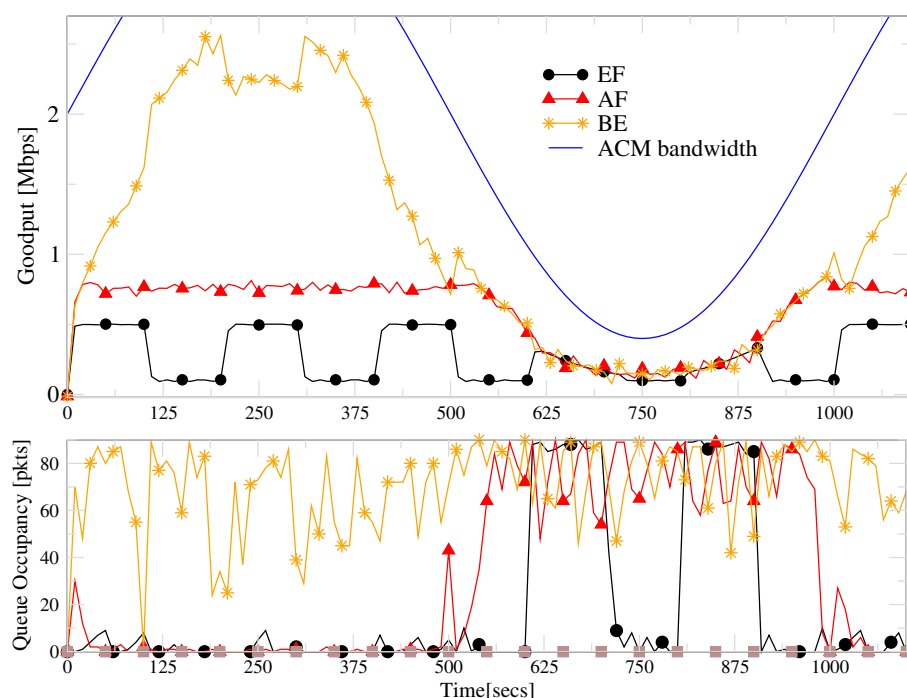 Goodput [Mbps]
2
1
0
EF
AF
BE
ACM bandwidth
0 125 250 375 500 625 750 875 1000
Queue Occupancy [pkts]
80
60
40
20
0
0 125 250 375 500 625 750 875 1000
Time[secs]